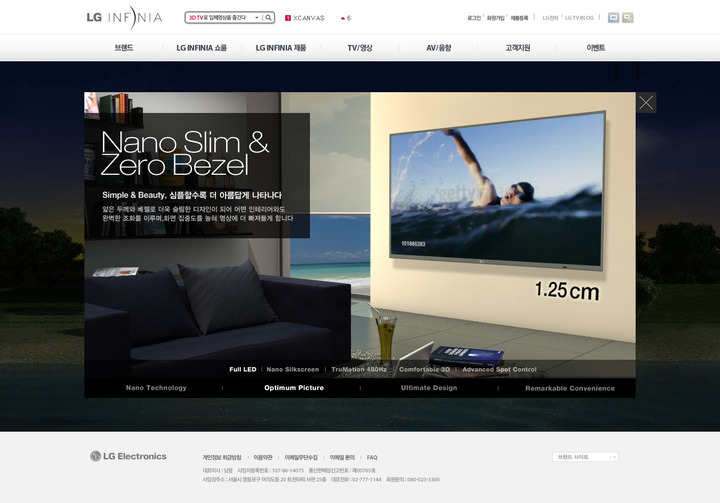 LG INFINIA
3D TV로 입체영상을 즐긴다
1 XCANVAS
6
로그인 회원가입 제품등록
LG전자 LG TV BLOG
브랜드
LG INFINIA 쇼룸
LG INFINIA 제품
TV/영상
AV/음향
고객지원
이벤트
Nano Slim &
Zero Bezel
Simple & Beauty, 심플할수록 더 아름답게 나타나다
얇은 두께와 베젤로 더욱 슬림한 디자인이 되어 어떤 인테리어와도
완벽한 조화를 이루며,화면 집중도를 높혀 영상에 더 빠져들게 합니다
101886283
LG
1.25cm
Full LED Nano Silkscreen TruMotion 480Hz Comfortable 3D Advanced Spot Control
Nano Technology Optimum Picture Ultimate Design Remarkable Convenience
LG Electronics
개인정보 취급방침 이용약관 이메일무단수집 이메일 문의 FAQ
브랜드 사이트
대표이사 : 남용 사업자등록번호 : 107-86-14075 통신판매업신고번호 : 제00765호
사업장주소 : 서울시 영등포구 여의도동 20 트윈타워 서관 25층 대표전화 : 02-777-1144 회원문의 : 080-023-3300